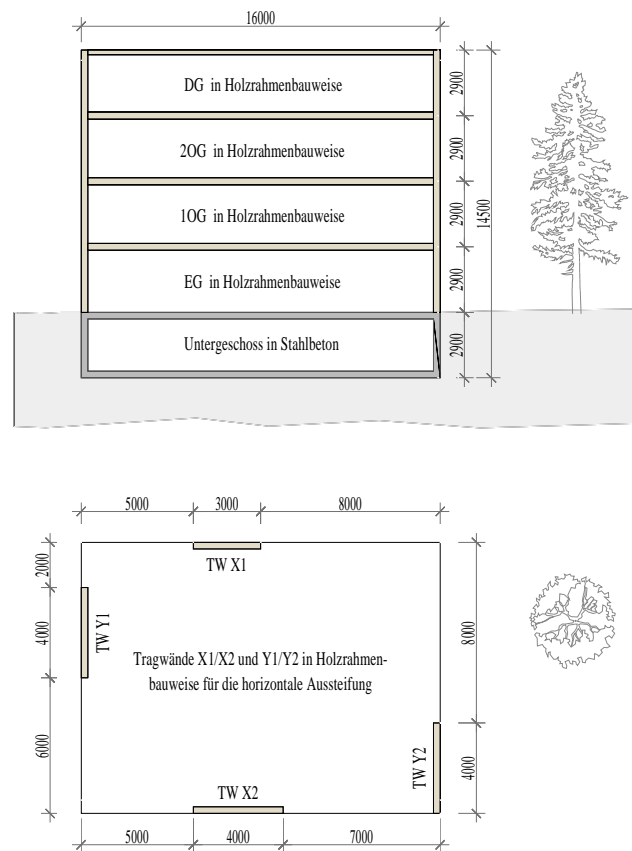 16000
DG in Holzrahmenbauweise
2900
2OG in Holzrahmenbauweise
2900
1OG in Holzrahmenbauweise
2900
14500
EG in Holzrahmenbauweise
2900
Untergeschoss in Stahlbeton
2900
5000 3000 8000
2000
TW X1
4000
TW Y1
8000
Tragwände X1/X2 und Y1/Y2 in Holzrahmen-
bauweise für die horizontale Aussteifung
6000
TW Y2
4000
TW X2
5000 4000 7000